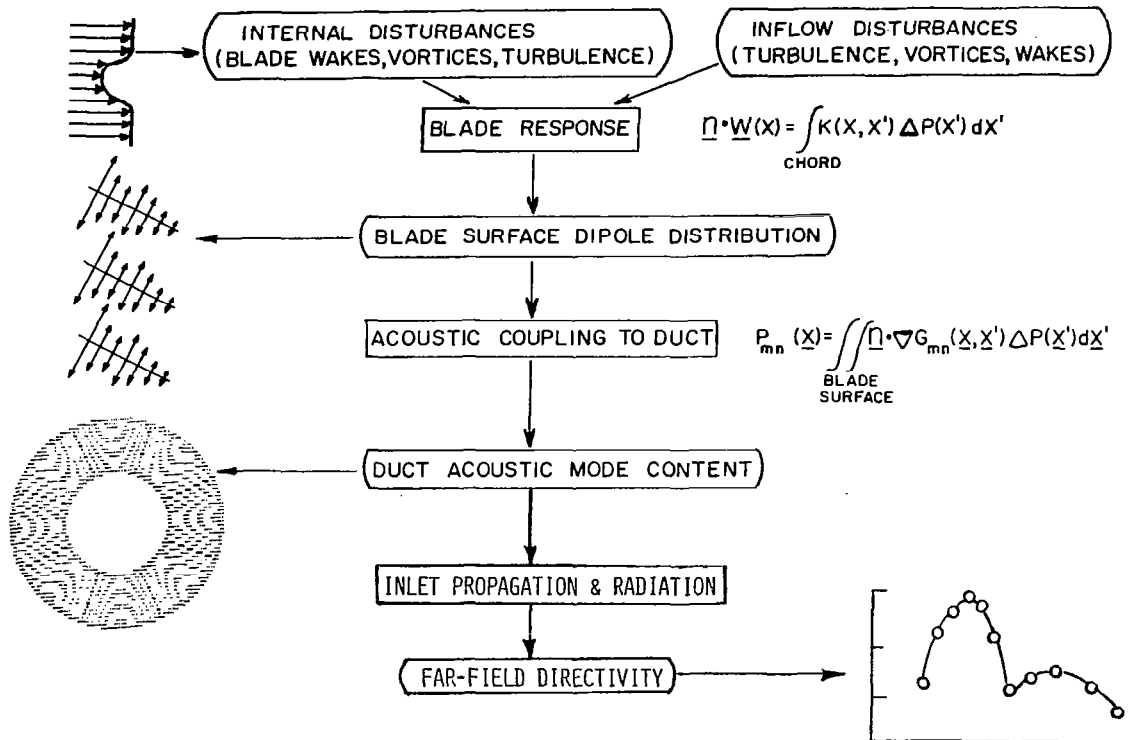 INTERNAL DISTURBANCES
(BLADE WAKES, VORTICES, TURBULENCE)
INFLOW DISTURBANCES
(TURBULENCE, VORTICES, WAKES)
BLADE RESPONSE
n·W(X) = ∫K(X, X') ΔP(X') dX'
CHORD
BLADE SURFACE DIPOLE DISTRIBUTION
ACOUSTIC COUPLING TO DUCT
P_mn (X) = ∬ n·∇G_mn(X, X') ΔP(X') dX'
BLADE
SURFACE
DUCT ACOUSTIC MODE CONTENT
INLET PROPAGATION & RADIATION
FAR-FIELD DIRECTIVITY